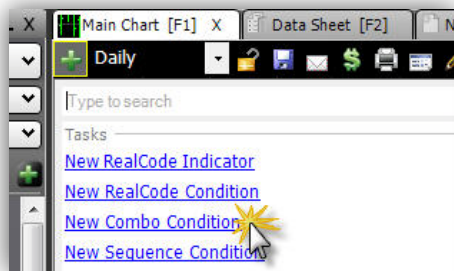 X Main Chart [F1] X Data Sheet [F2] N
Daily
Type to search
Tasks
New RealCode Indicator
New RealCode Condition
New Combo Condition
New Sequence Condition